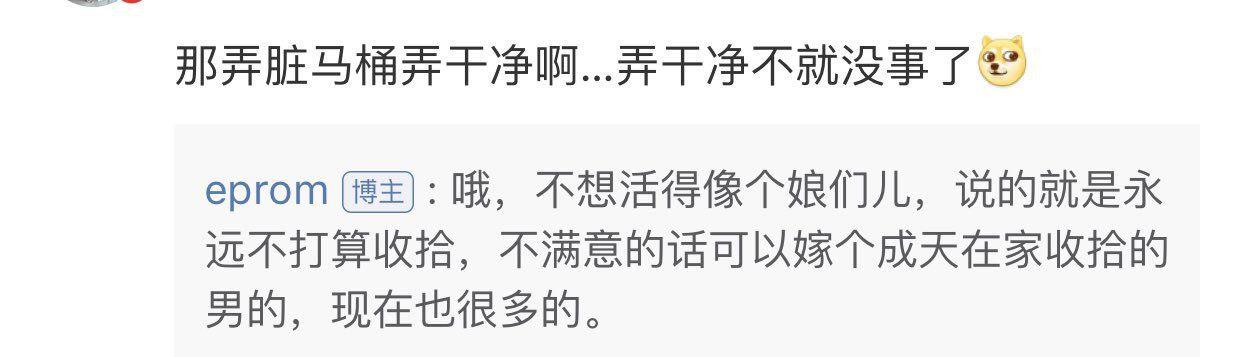 那弄脏马桶弄干净啊...弄干净不就没事了
eprom 博主：哦，不想活得像个娘们儿，说的就是永
远不打算收拾，不满意的话可以嫁个成天在家收拾的
男的，现在也很多的。